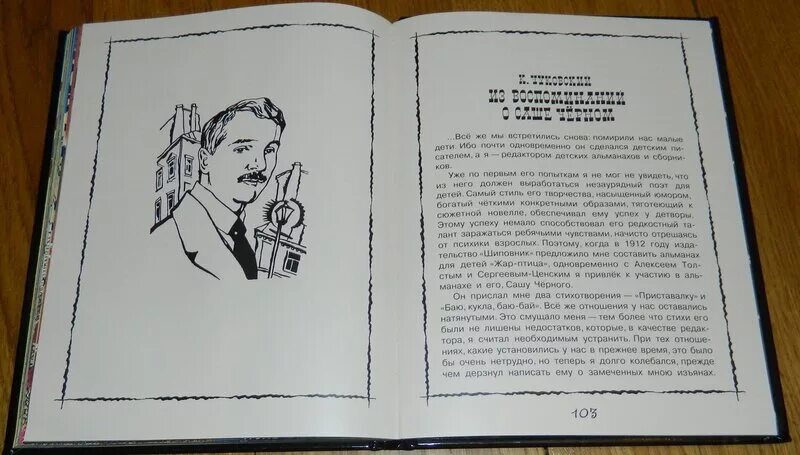 К. ЧУКОВСКИЙ
ИЗ ВОСПОМИНАНИЙ
О САШЕ ЧЁРНОМ
...Всё же мы встретились снова: помирили нас малые
дети. Ибо почти одновременно он сделался детским пи-
сателем, а я — редактором детских альманахов и сборни-
ков.
Уже по первым его попыткам я не мог не увидеть, что
из него должен выработаться незаурядный поэт для
детей. Самый стиль его творчества, насыщенный юмором,
богатый чёткими конкретными образами, тяготеющий к
сюжетной новелле, обеспечивал ему успех у детворы.
Этому успеху немало способствовал его редкостный та-
лант заражаться ребячьими чувствами, начисто отрешаясь
от психики взрослых. Поэтому, когда в 1912 году изда-
тельство «Шиповник» предложило мне составить альманах
для детей «Жар-птица», одновременно с Алексеем Тол-
стым и Сергеевым-Ценским я привлёк к участию в аль-
манахе и его, Сашу Чёрного.
Он прислал мне два стихотворения — «Приставалку» и
«Баю, кукла, баю-бай». Всё же отношения у нас оставались
натянутыми. Это смущало меня — тем более что стихи его
были не лишены недостатков, которые, в качестве редак-
тора, я считал необходимым устранить. При тех отноше-
ниях, какие установились у нас в прежнее время, это было
бы очень нетрудно, но теперь я долго колебался, прежде
чем дерзнул написать ему о замеченных мною изъянах.
103